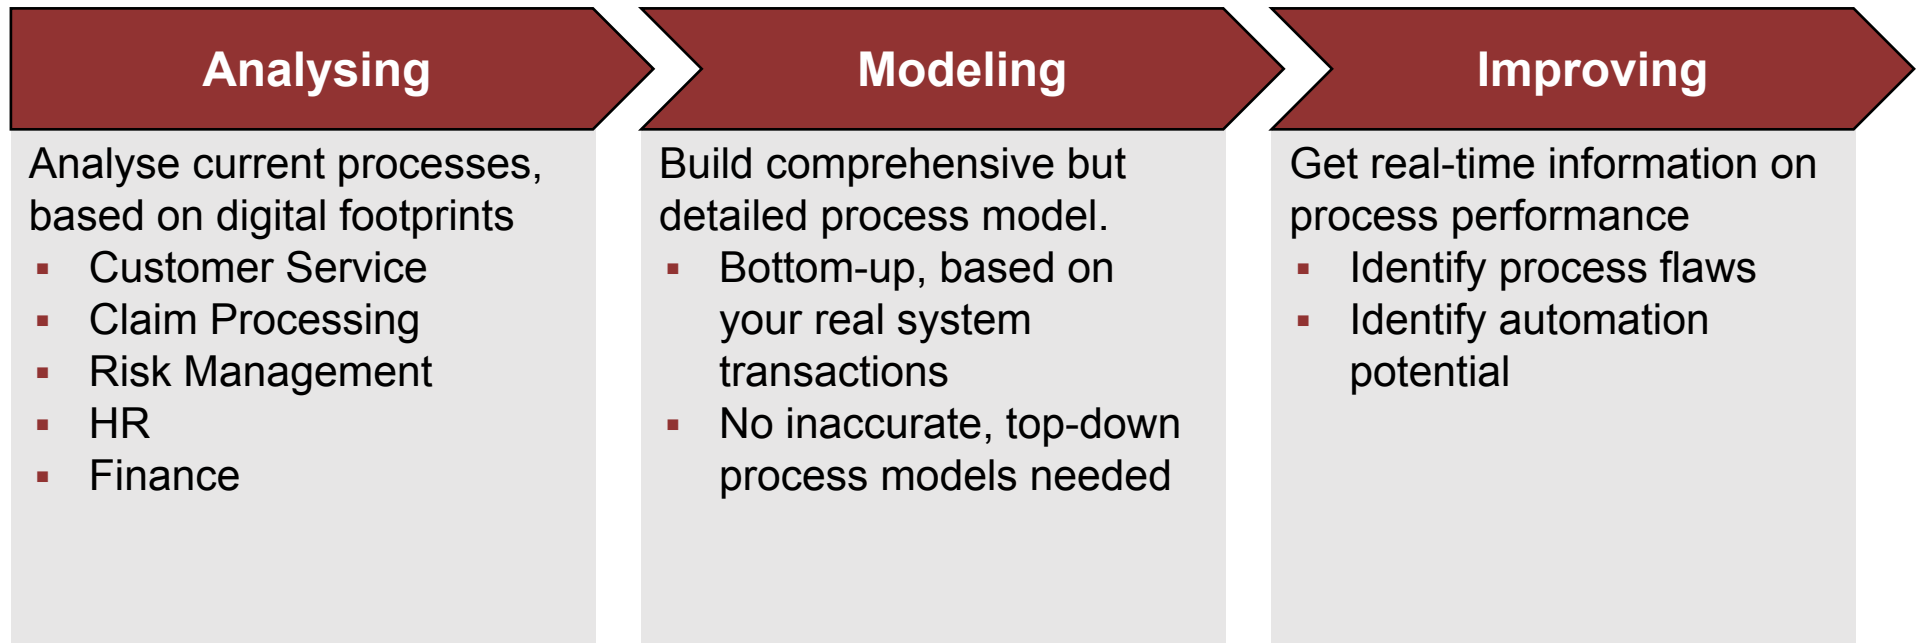 Analysing
Analyse current processes,
based on digital footprints
▪ Customer Service
▪ Claim Processing
▪ Risk Management
▪ HR
▪ Finance
Modeling
Build comprehensive but
detailed process model.
▪ Bottom-up, based on
your real system
transactions
▪ No inaccurate, top-down
process models needed
Improving
Get real-time information on
process performance
▪ Identify process flaws
▪ Identify automation
potential